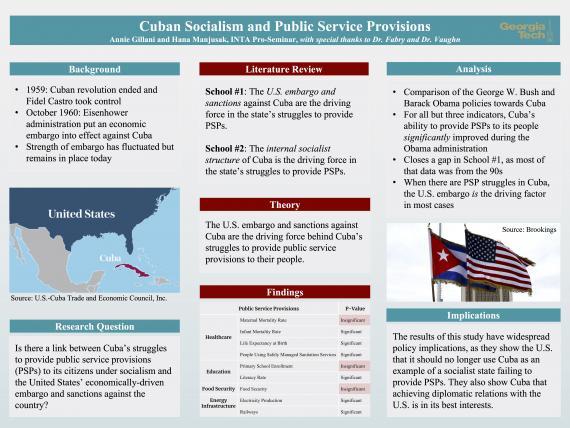 Cuban Socialism and Public Service Provisions
Annie Gillani and Hana Manjusak, INTA Pro-Seminar, with special thanks to Dr. Fabry and Dr. Vaughn
Georgia
Tech
Background
• 1959: Cuban revolution ended and
Fidel Castro took control
• October 1960: Eisenhower
administration put an economic
embargo into effect against Cuba
• Strength of embargo has fluctuated but
remains in place today
United States
Cuba
Source: U.S.-Cuba Trade and Economic Council, Inc.
Research Question
Is there a link between Cuba's struggles
to provide public service provisions
(PSPs) to its citizens under socialism and
the United States' economically-driven
embargo and sanctions against the
country?
Literature Review
School #1: The U.S. embargo and
sanctions against Cuba are the driving
force in the state's struggles to provide
PSPs.
School #2: The internal socialist
structure of Cuba is the driving force in
the state's struggles to provide PSPs.
Theory
The U.S. embargo and sanctions against
Cuba are the driving force behind Cuba's
struggles to provide public service
provisions to their people.
Findings
Public Service Provisions P-Value
Healthcare
Maternal Mortality Rate Insignificant
Infant Mortality Rate Significant
Life Expectancy at Birth Significant
People Using Safely Managed Sanitation Services Significant
Education
Primary School Enrollment Insignificant
Literacy Rate Significant
Food Security Food Security Insignificant
Energy
Infrastructure
Electricity Production Significant
Railways Significant
Analysis
• Comparison of the George W. Bush and
Barack Obama policies towards Cuba
• For all but three indicators, Cuba's
ability to provide PSPs to its people
significantly improved during the
Obama administration
• Closes a gap in School #1, as most of
that data was from the 90s
• When there are PSP struggles in Cuba,
the U.S. embargo is the driving factor
in most cases
Source: Brookings
Implications
The results of this study have widespread
policy implications, as they show the U.S.
that it should no longer use Cuba as an
example of a socialist state failing to
provide PSPs. They also show Cuba that
achieving diplomatic relations with the
U.S. is in its best interests.